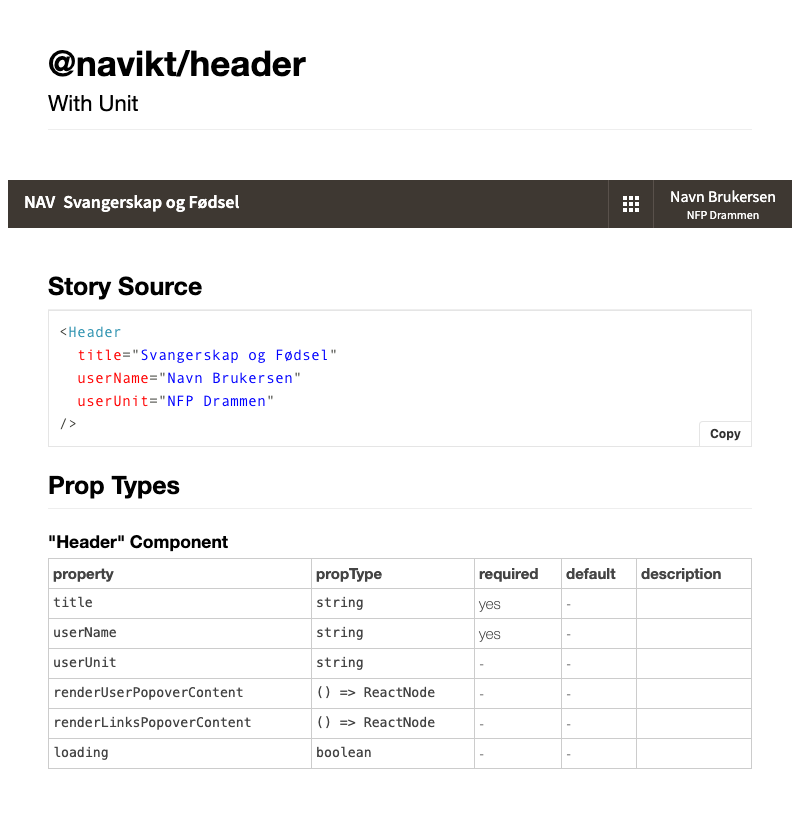 @navikt/header
With Unit
NAV Svangerskap og Fødsel
Navn Brukersen
NFP Drammen
Story Source
<Header
  title="Svangerskap og Fødsel"
  userName="Navn Brukersen"
  userUnit="NFP Drammen"
/>
Copy
Prop Types
"Header" Component
property propType required default description
title string yes -
userName string yes -
userUnit string - -
renderUserPopoverContent () => ReactNode - -
renderLinksPopoverContent () => ReactNode - -
loading boolean - -